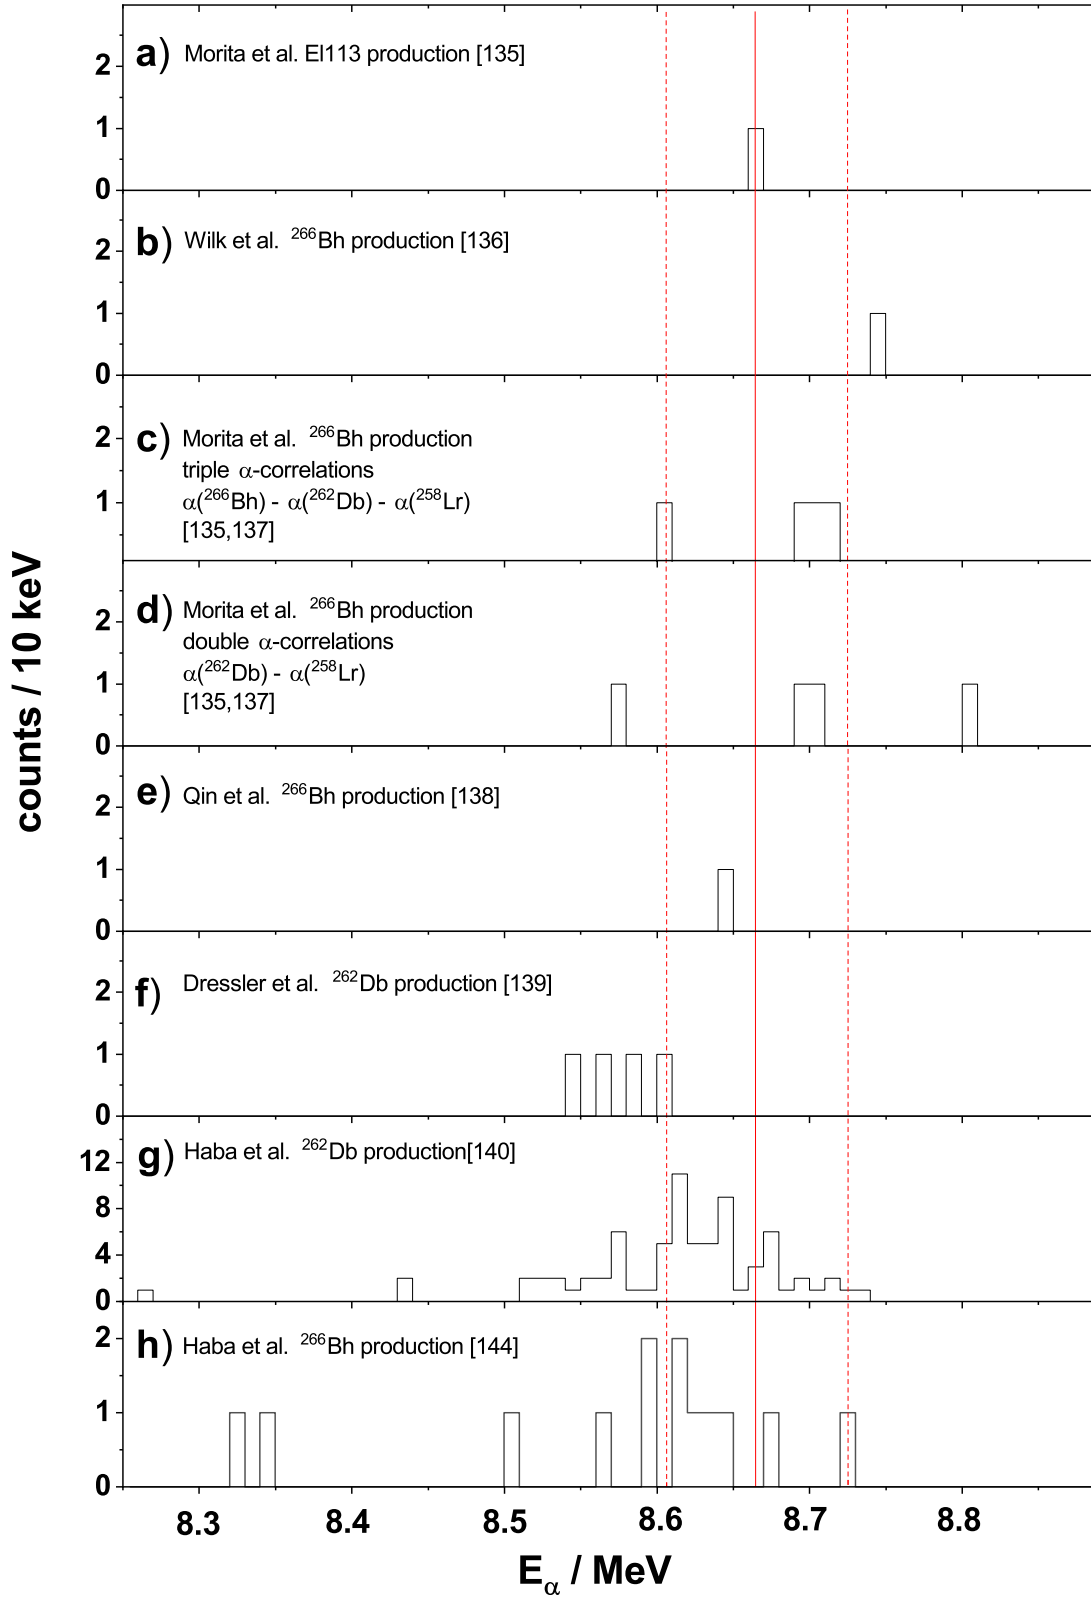 counts / 10 keV
a) Morita et al. El113 production [135]
2
1
0
b) Wilk et al. ²⁶⁶Bh production [136]
2
1
0
c) Morita et al. ²⁶⁶Bh production
triple α-correlations
α(²⁶⁶Bh) - α(²⁶²Db) - α(²⁵⁸Lr)
[135,137]
2
1
d) Morita et al. ²⁶⁶Bh production
double α-correlations
α(²⁶²Db) - α(²⁵⁸Lr)
[135,137]
2
1
0
e) Qin et al. ²⁶⁶Bh production [138]
2
1
0
f) Dressler et al. ²⁶²Db production [139]
2
1
0
g) Haba et al. ²⁶²Db production[140]
12
8
4
0
h) Haba et al. ²⁶⁶Bh production [144]
2
1
0
8.3 8.4 8.5 8.6 8.7 8.8
Eα / MeV